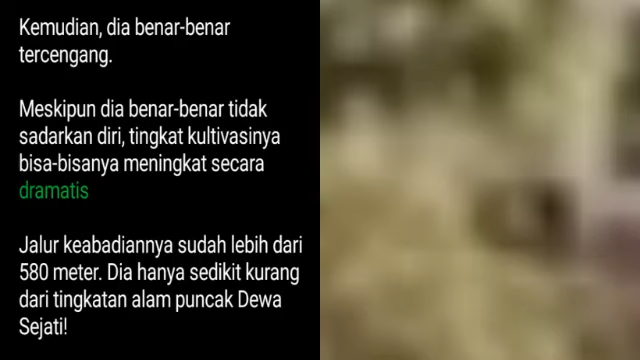 Kemudian, dia benar-benar
tercengang.
Meskipun dia benar-benar tidak
sadarkan diri, tingkat kultivasinya
bisa-bisanya meningkat secara
dramatis
Jalur keabadiannya sudah lebih dari
580 meter. Dia hanya sedikit kurang
dari tingkatan alam puncak Dewa
Sejati!